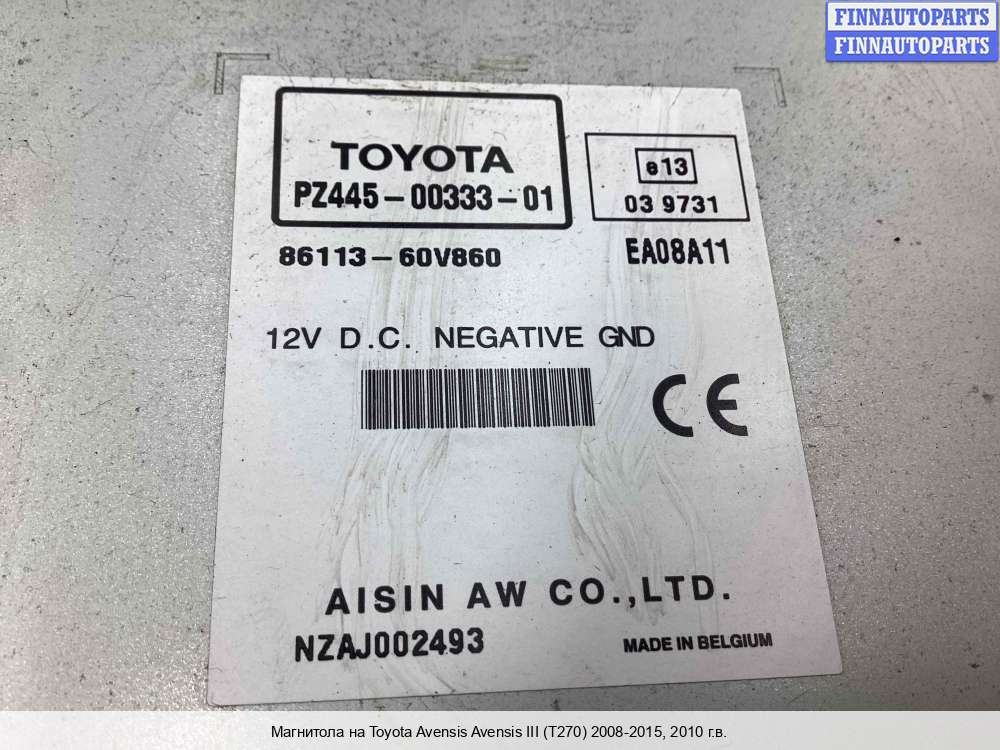 FINNAUTOPARTS
FINNAUTOPARTS
TOYOTA
PZ445-00333-01
e13
03 9731
86113-60V860
EA08A11
12V D.C. NEGATIVE GND
CE
AISIN AW CO.,LTD.
NZAJ002493
MADE IN BELGIUM
Магнитола на Toyota Avensis Avensis III (T270) 2008-2015, 2010 г.в.